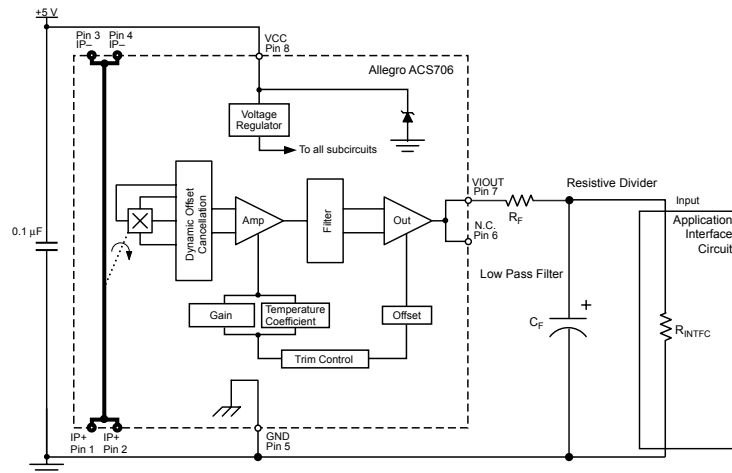 +5 V
Pin 3 Pin 4
IP– IP–
VCC
Pin 8
Allegro ACS706
Voltage
Regulator
To all subcircuits
VIOUT
Pin 7
Resistive Divider
RF
Input
Application
Interface
Circuit
N.C.
Pin 6
Dynamic Offset
Cancellation
Amp
Filter
Out
0.1 µF
Low Pass Filter
Gain
Temperature
Coefficient
Offset
+
CF
RINTFC
Trim Control
IP+ IP+
Pin 1 Pin 2
GND
Pin 5